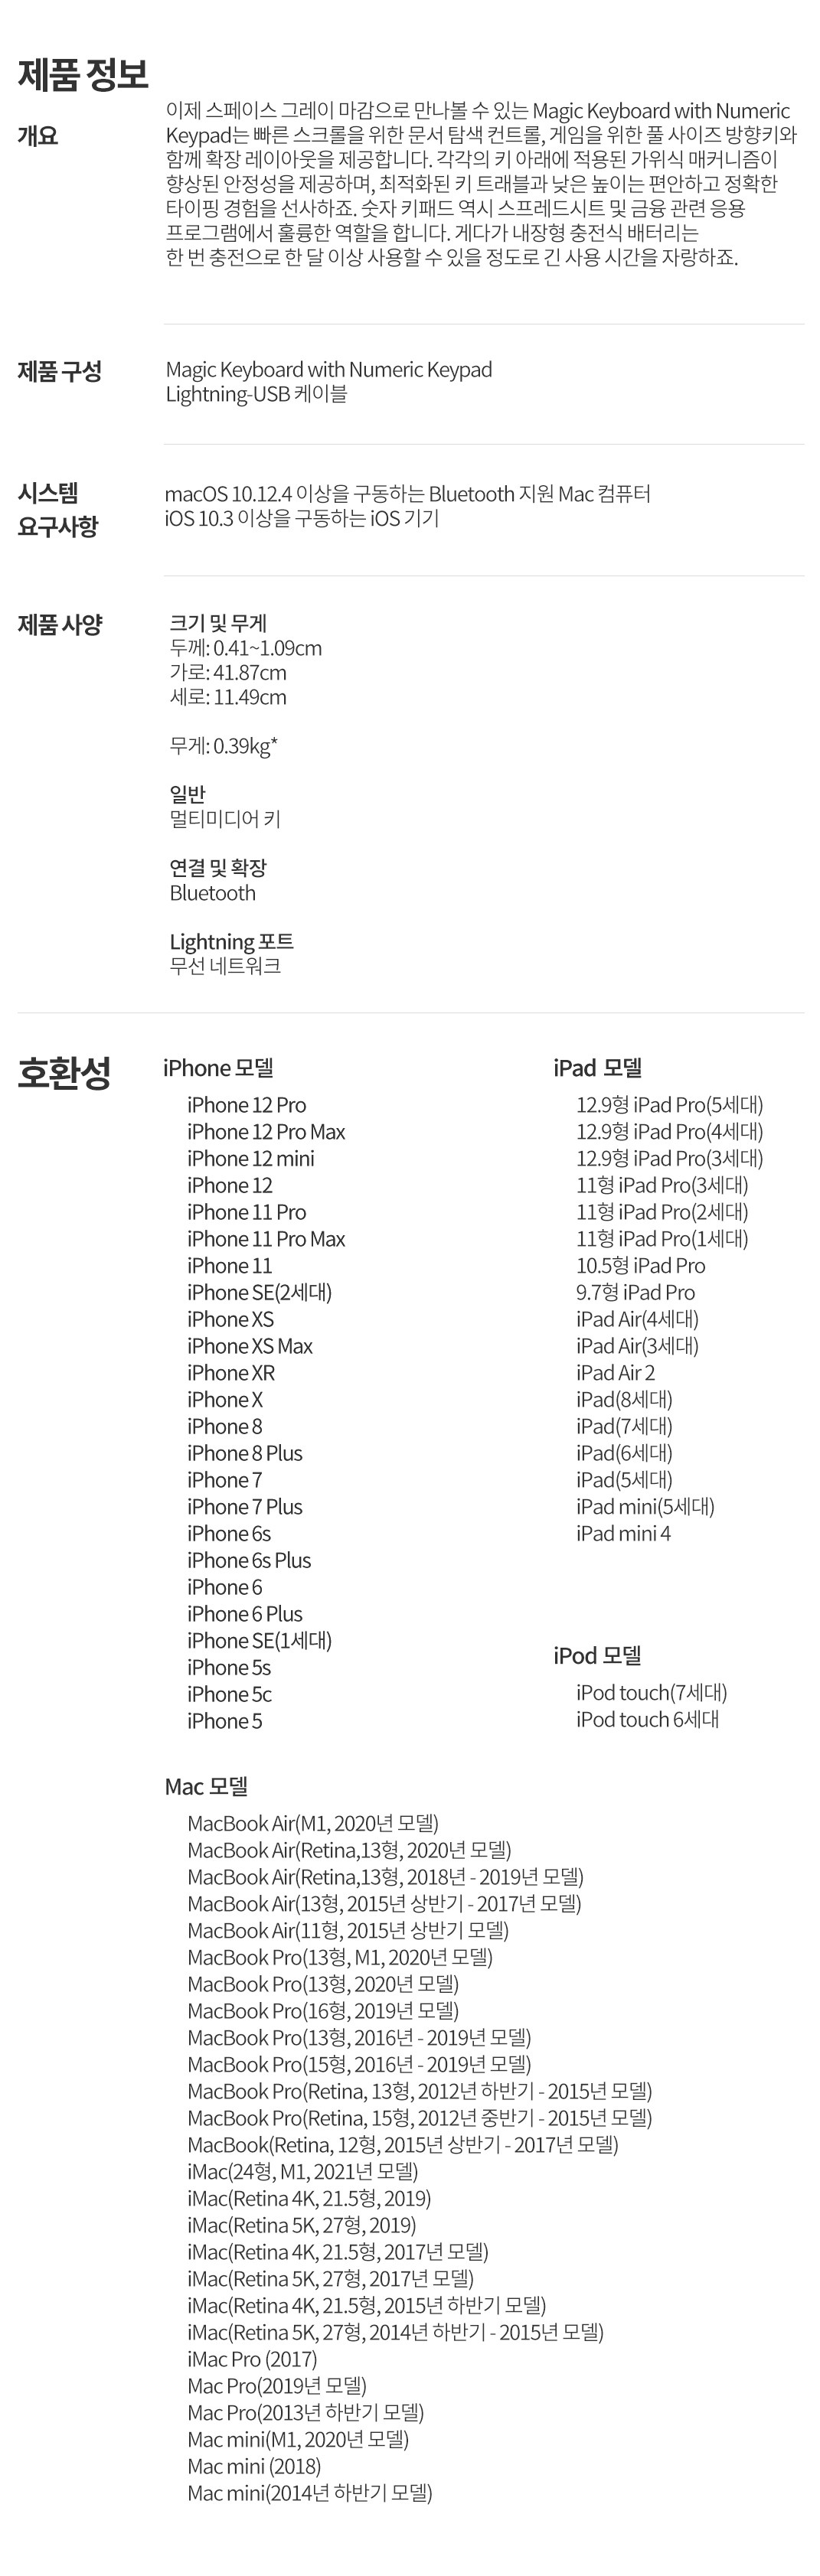 제품 정보
개요
이제 스페이스 그레이 마감으로 만나볼 수 있는 Magic Keyboard with Numeric
Keypad는 빠른 스크롤을 위한 문서 탐색 컨트롤, 게임을 위한 풀 사이즈 방향키와
함께 확장 레이아웃을 제공합니다. 각각의 키 아래에 적용된 가위식 매커니즘이
향상된 안정성을 제공하며, 최적화된 키 트래블과 낮은 높이는 편안하고 정확한
타이핑 경험을 선사하죠. 숫자 키패드 역시 스프레드시트 및 금융 관련 응용
프로그램에서 훌륭한 역할을 합니다. 게다가 내장형 충전식 배터리는
한 번 충전으로 한 달 이상 사용할 수 있을 정도로 긴 사용 시간을 자랑하죠.
제품 구성
Magic Keyboard with Numeric Keypad
Lightning-USB 케이블
시스템
요구사항
macOS 10.12.4 이상을 구동하는 Bluetooth 지원 Mac 컴퓨터
iOS 10.3 이상을 구동하는 iOS 기기
제품 사양
크기 및 무게
두께: 0.41~1.09cm
가로: 41.87cm
세로: 11.49cm
무게: 0.39kg*
일반
멀티미디어 키
연결 및 확장
Bluetooth
Lightning 포트
무선 네트워크
호환성
iPhone 모델
iPhone 12 Pro
iPhone 12 Pro Max
iPhone 12 mini
iPhone 12
iPhone 11 Pro
iPhone 11 Pro Max
iPhone 11
iPhone SE(2세대)
iPhone XS
iPhone XS Max
iPhone XR
iPhone X
iPhone 8
iPhone 8 Plus
iPhone 7
iPhone 7 Plus
iPhone 6s
iPhone 6s Plus
iPhone 6
iPhone 6 Plus
iPhone SE(1세대)
iPhone 5s
iPhone 5c
iPhone 5
iPad 모델
12.9형 iPad Pro(5세대)
12.9형 iPad Pro(4세대)
12.9형 iPad Pro(3세대)
11형 iPad Pro(3세대)
11형 iPad Pro(2세대)
11형 iPad Pro(1세대)
10.5형 iPad Pro
9.7형 iPad Pro
iPad Air(4세대)
iPad Air(3세대)
iPad Air 2
iPad(8세대)
iPad(7세대)
iPad(6세대)
iPad(5세대)
iPad mini(5세대)
iPad mini 4
iPod 모델
iPod touch(7세대)
iPod touch 6세대
Mac 모델
MacBook Air(M1, 2020년 모델)
MacBook Air(Retina,13형, 2020년 모델)
MacBook Air(Retina,13형, 2018년 - 2019년 모델)
MacBook Air(13형, 2015년 상반기 - 2017년 모델)
MacBook Air(11형, 2015년 상반기 모델)
MacBook Pro(13형, M1, 2020년 모델)
MacBook Pro(13형, 2020년 모델)
MacBook Pro(16형, 2019년 모델)
MacBook Pro(13형, 2016년 - 2019년 모델)
MacBook Pro(15형, 2016년 - 2019년 모델)
MacBook Pro(Retina, 13형, 2012년 하반기 - 2015년 모델)
MacBook Pro(Retina, 15형, 2012년 중반기 - 2015년 모델)
MacBook(Retina, 12형, 2015년 상반기 - 2017년 모델)
iMac(24형, M1, 2021년 모델)
iMac(Retina 4K, 21.5형, 2019)
iMac(Retina 5K, 27형, 2019)
iMac(Retina 4K, 21.5형, 2017년 모델)
iMac(Retina 5K, 27형, 2017년 모델)
iMac(Retina 4K, 21.5형, 2015년 하반기 모델)
iMac(Retina 5K, 27형, 2014년 하반기 - 2015년 모델)
iMac Pro (2017)
Mac Pro(2019년 모델)
Mac Pro(2013년 하반기 모델)
Mac mini(M1, 2020년 모델)
Mac mini (2018)
Mac mini(2014년 하반기 모델)